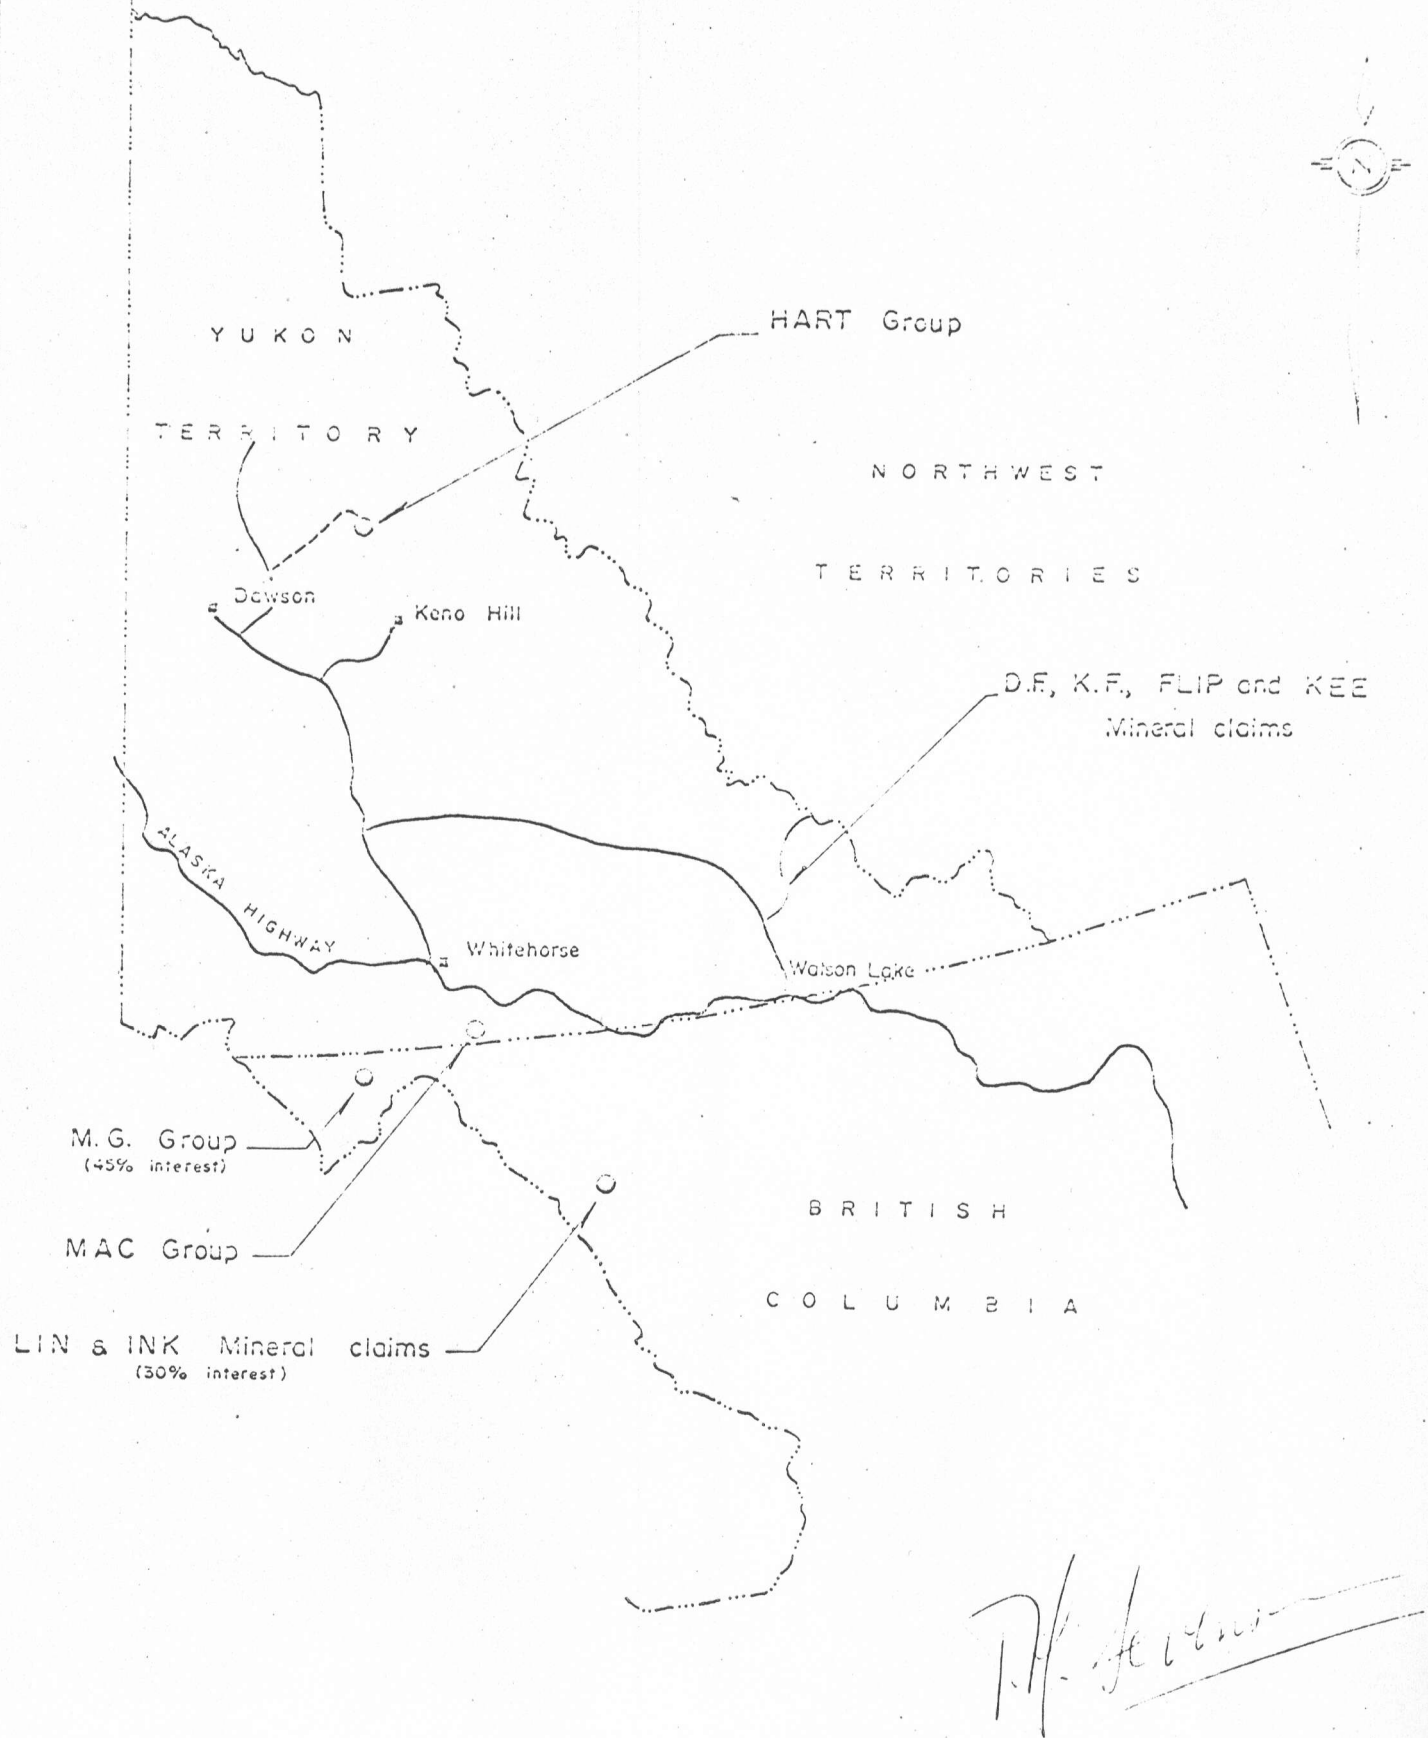 N
HART Group
YUKON
TERRITORY
NORTHWEST
TERRITORIES
Dawson
Keno Hill
D.F., K.F., FLIP and KEE
Mineral claims
ALASKA HIGHWAY
Whitehorse
Watson Lake
M.G. Group
(45% interest)
MAC Group
BRITISH
COLUMBIA
LIN & INK Mineral claims
(30% interest)